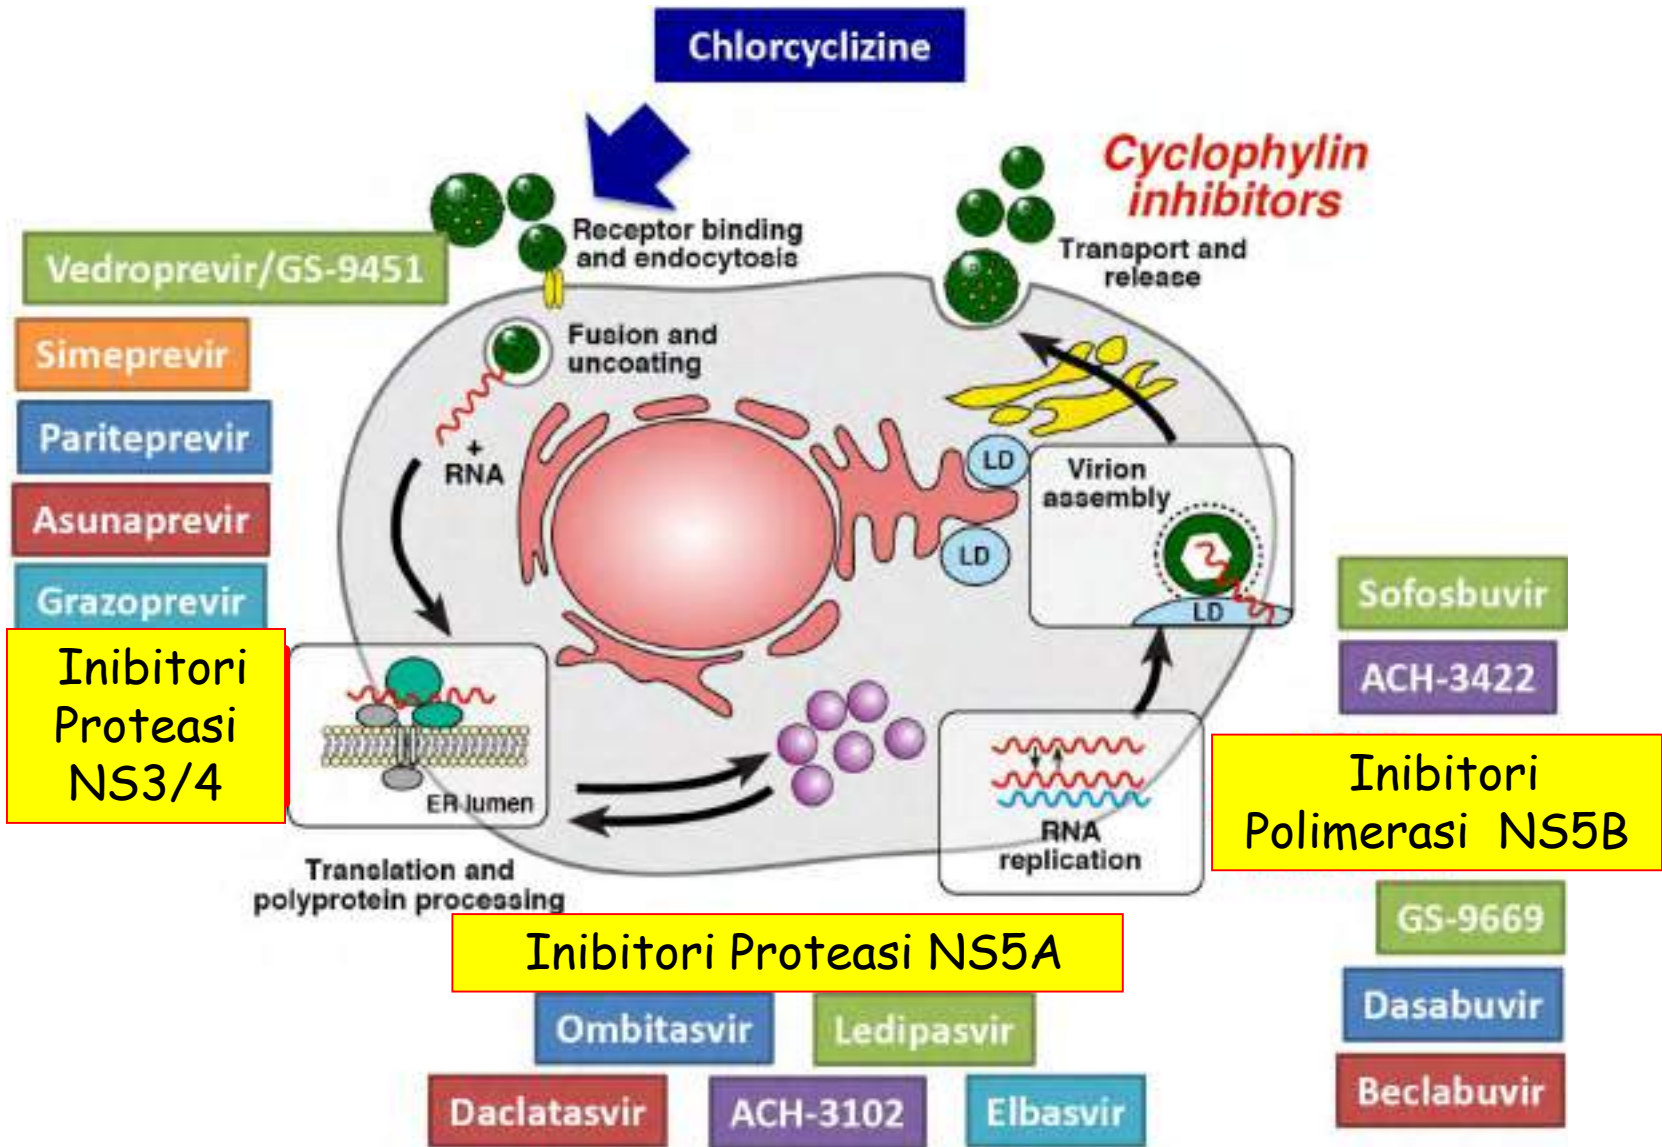 Chlorcyclizine
Cyclophylin
inhibitors
Receptor binding
and endocytosis
Transport and
release
Vedroprevir/GS-9451
Simeprevir
Pariteprevir
Asunaprevir
Grazoprevir
Inibitori
Proteasi
NS3/4
Fusion and
uncoating
+
RNA
LD
LD
Virion
assembly
LD
Sofosbuvir
ACH-3422
ER lumen
RNA
replication
Inibitori
Polimerasi NS5B
Translation and
polyprotein processing
Inibitori Proteasi NS5A
Ombitasvir
Ledipasvir
Daclatasvir
ACH-3102
Elbasvir
GS-9669
Dasabuvir
Beclabuvir